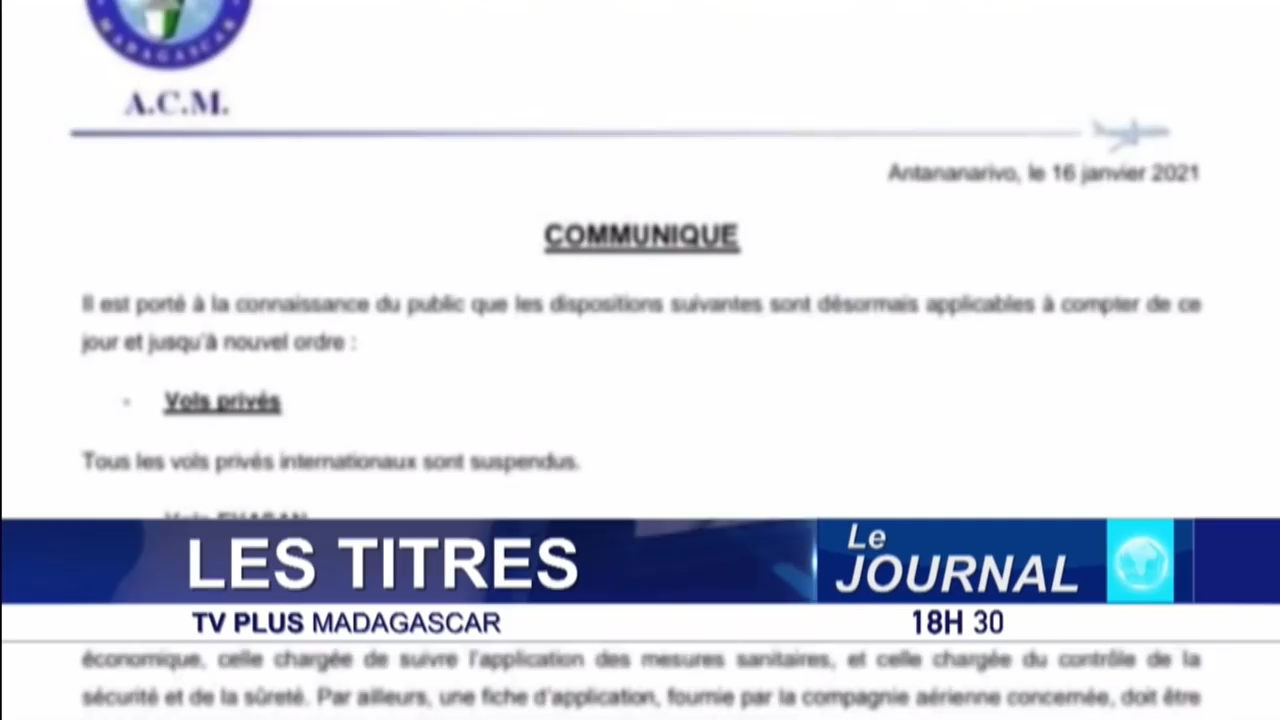 MADAGASCAR
A.C.M.
Antananarivo, le 16 janvier 2021
COMMUNIQUE
Il est porté à la connaissance du public que les dispositions suivantes sont désormais applicables à compter de ce
jour et jusqu'à nouvel ordre :
- Vols privés
Tous les vols privés internationaux sont suspendus.
Vols EVASAN
LES TITRES
Le
JOURNAL
TV PLUS MADAGASCAR
18H 30
économique, celle chargée de suivre l'application des mesures sanitaires, et celle chargée du contrôle de la
sécurité et de la sûreté. Par ailleurs, une fiche d'application, fournie par la compagnie aérienne concernée, doit être